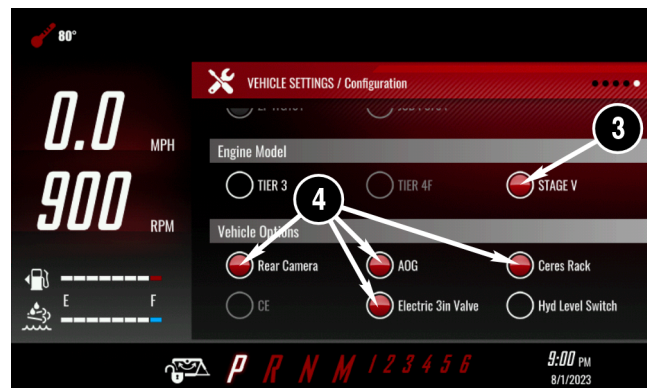 80°
VEHICLE SETTINGS / Configuration
0.0 MPH
900 RPM
E F
3
Engine Model
TIER 3 TIER 4F STAGE V
4
Vehicle Options
Rear Camera AOG Ceres Rack
CE Electric 3in Valve Hyd Level Switch
P R N M 1 2 3 4 5 6
9:00 PM
8/1/2023